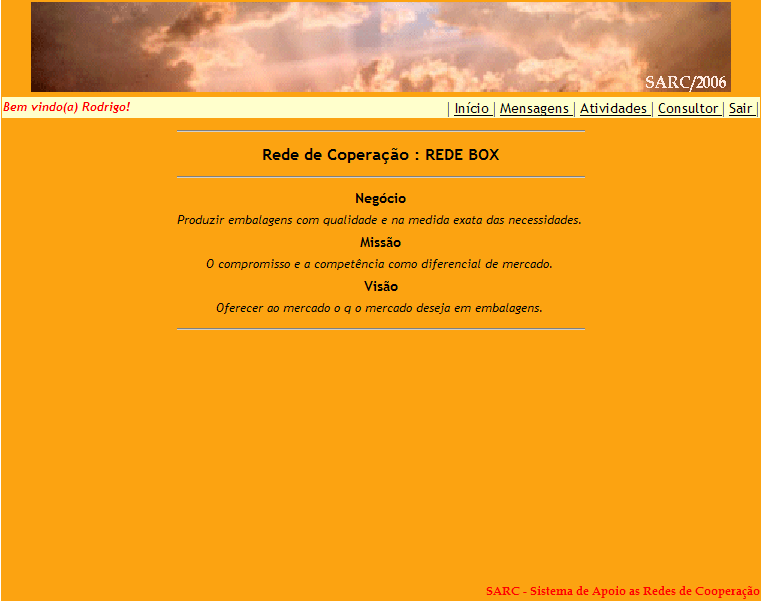 SARC/2006
Bem vindo(a) Rodrigo!
| Início | Mensagens | Atividades | Consultor | Sair |
Rede de Coperação : REDE BOX
Negócio
Produzir embalagens com qualidade e na medida exata das necessidades.
Missão
O compromisso e a competência como diferencial de mercado.
Visão
Oferecer ao mercado o q o mercado deseja em embalagens.
SARC - Sistema de Apoio as Redes de Cooperação